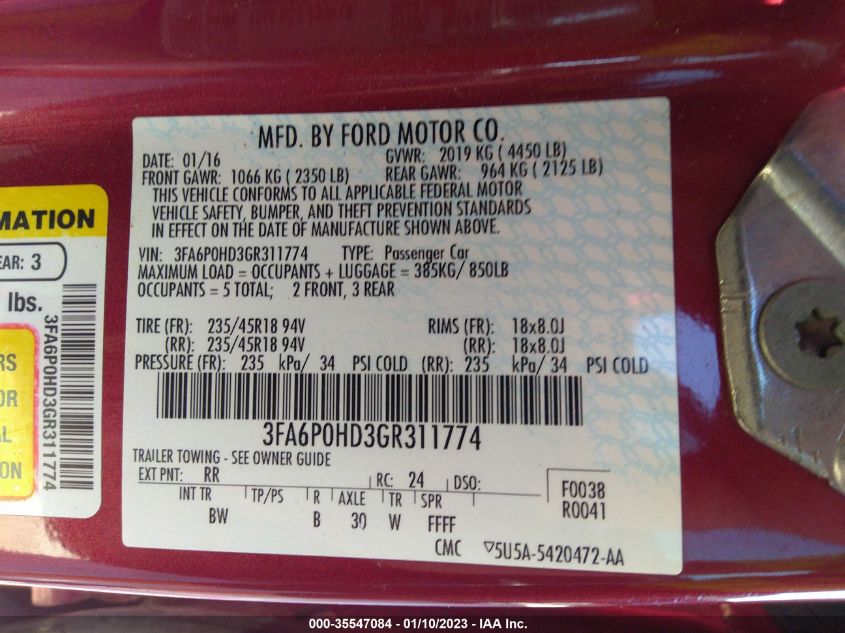 MFD. BY FORD MOTOR CO.
DATE: 01/16 GVWR: 2019 KG ( 4450 LB)
FRONT GAWR: 1066 KG ( 2350 LB) REAR GAWR: 964 KG ( 2125 LB)
THIS VEHICLE CONFORMS TO ALL APPLICABLE FEDERAL MOTOR
VEHICLE SAFETY, BUMPER, AND THEFT PREVENTION STANDARDS
IN EFFECT ON THE DATE OF MANUFACTURE SHOWN ABOVE.
VIN: 3FA6P0HD3GR311774 TYPE: Passenger Car
MAXIMUM LOAD = OCCUPANTS + LUGGAGE = 385KG/ 850LB
OCCUPANTS = 5 TOTAL; 2 FRONT, 3 REAR
TIRE (FR): 235/45R18 94V RIMS (FR): 18x8.0J
(RR): 235/45R18 94V (RR): 18x8.0J
PRESSURE (FR): 235 kPa/ 34 PSI COLD (RR): 235 kPa/ 34 PSI COLD
3FA6P0HD3GR311774
TRAILER TOWING - SEE OWNER GUIDE
EXT PNT: RR RC: 24 DSO: F0038
INT TR TP/PS R AXLE TR SPR R0041
BW B 30 W FFFF
CMC ▽5U5A-5420472-AA
MATION
EAR: 3
lbs.
3FA6P0HD3GR311774
RS
OR
AL
ON
000-35547084 — 01/10/2023 — IAA Inc.